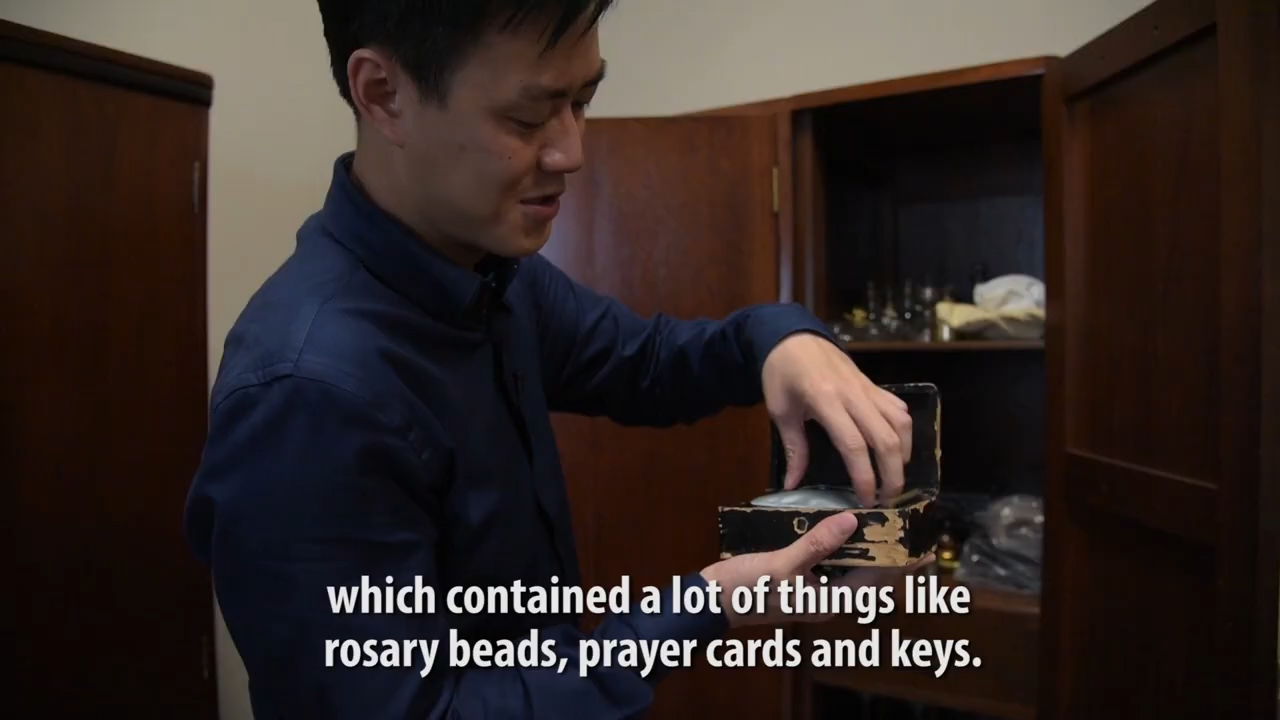 which contained a lot of things like
rosary beads, prayer cards and keys.